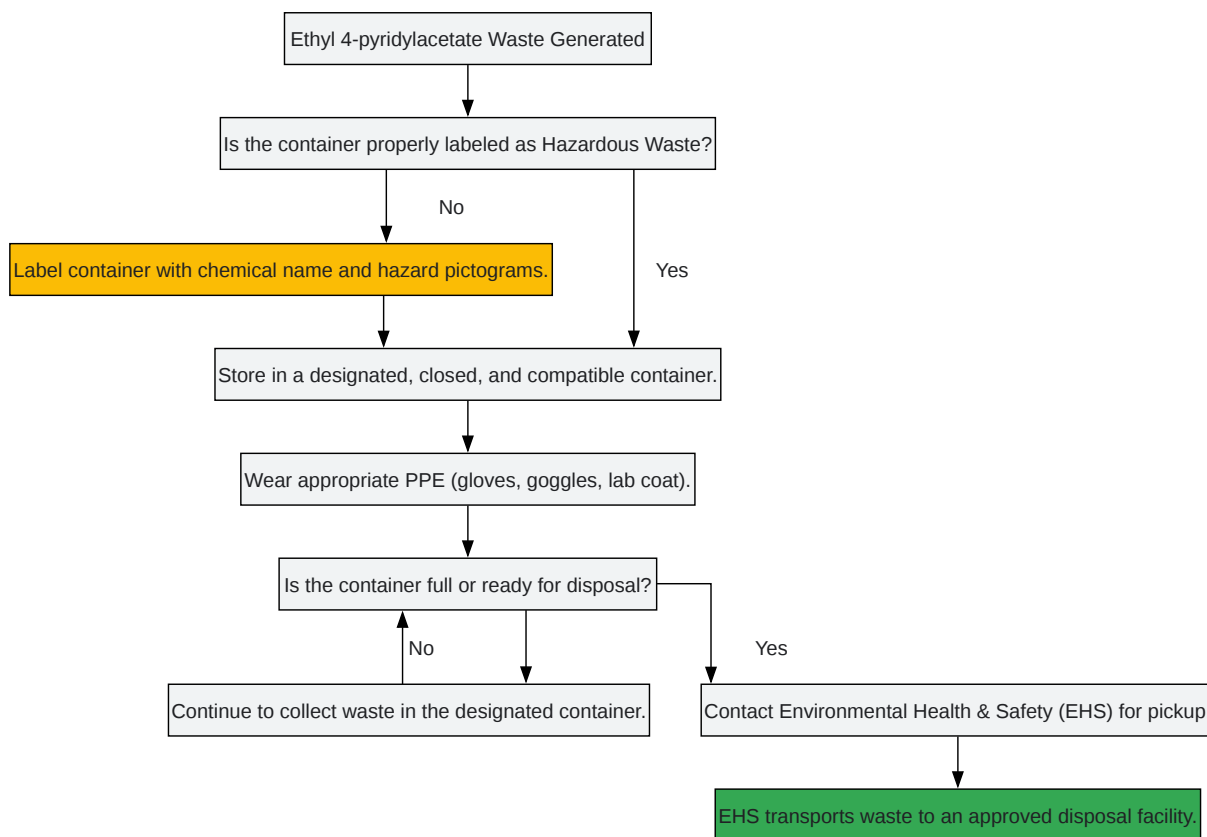 Ethyl 4-pyridylacetate Waste Generated
Is the container properly labeled as Hazardous Waste?
No
Label container with chemical name and hazard pictograms.
Yes
Store in a designated, closed, and compatible container.
Wear appropriate PPE (gloves, goggles, lab coat).
Is the container full or ready for disposal?
No
Yes
Continue to collect waste in the designated container.
Contact Environmental Health & Safety (EHS) for pickup
EHS transports waste to an approved disposal facility.